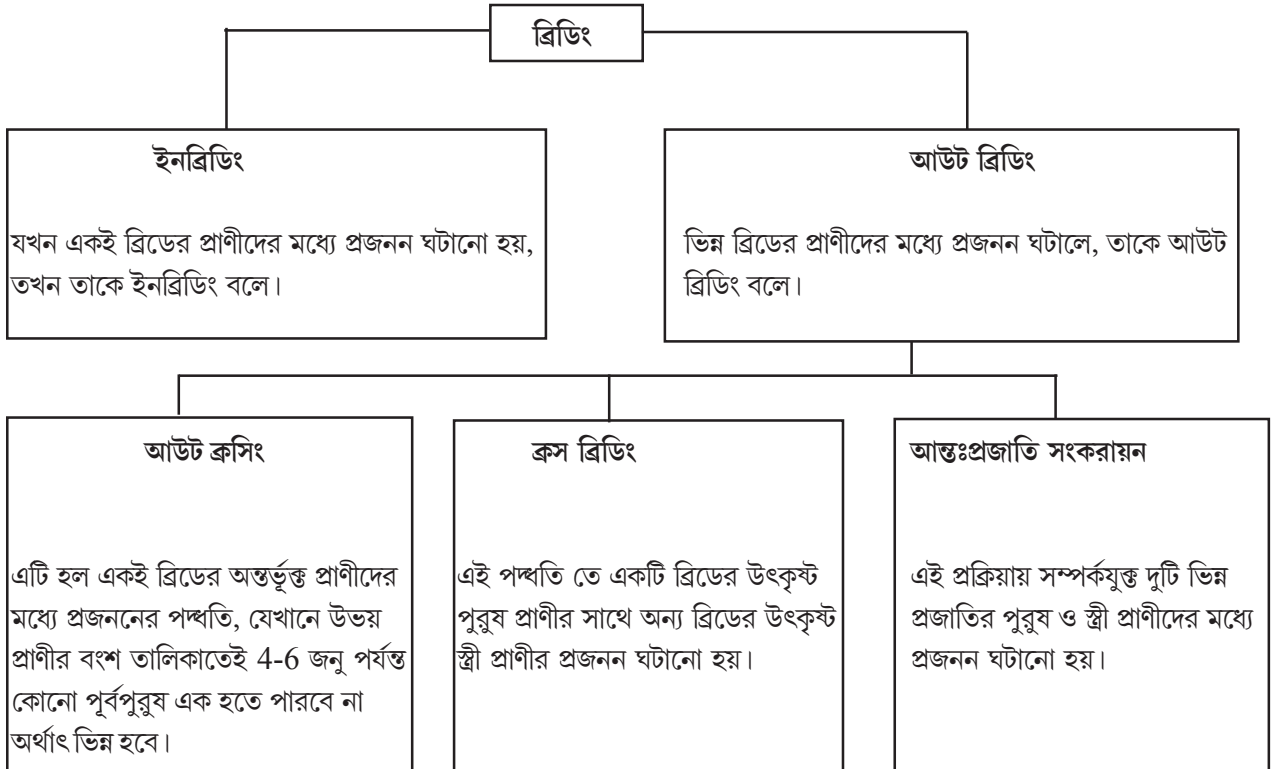 ব্রিডিং
ইনব্রিডিং
যখন একই ব্রিডের প্রাণীদের মধ্যে প্রজনন ঘটানো হয়,
তখন তাকে ইনব্রিডিং বলে।
আউট ব্রিডিং
ভিন্ন ব্রিডের প্রাণীদের মধ্যে প্রজনন ঘটালে, তাকে আউট
ব্রিডিং বলে।
আউট ক্রসিং
এটি হল একই ব্রিডের অন্তর্ভূক্ত প্রাণীদের
মধ্যে প্রজননের পদ্ধতি, যেখানে উভয়
প্রাণীর বংশ তালিকাতেই 4-6 জনু পর্যন্ত
কোনো পূর্বপুরুষ এক হতে পারবে না
অর্থাৎ ভিন্ন হবে।
ক্রস ব্রিডিং
এই পদ্ধতি তে একটি ব্রিডের উৎকৃষ্ট
পুরুষ প্রাণীর সাথে অন্য ব্রিডের উৎকৃষ্ট
স্ত্রী প্রাণীর প্রজনন ঘটানো হয়।
আন্তঃপ্রজাতি সংকরায়ন
এই প্রক্রিয়ায় সম্পর্কযুক্ত দুটি ভিন্ন
প্রজাতির পুরুষ ও স্ত্রী প্রাণীদের মধ্যে
প্রজনন ঘটানো হয়।